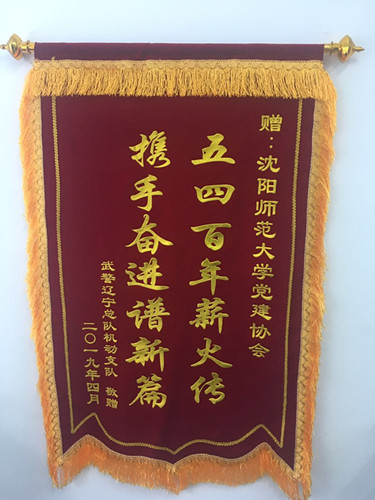 赠：沈阳师范大学党建协会
五四百年薪火传
携手奋进谱新篇
武警辽宁总队机动支队 敬赠
二〇一九年四月